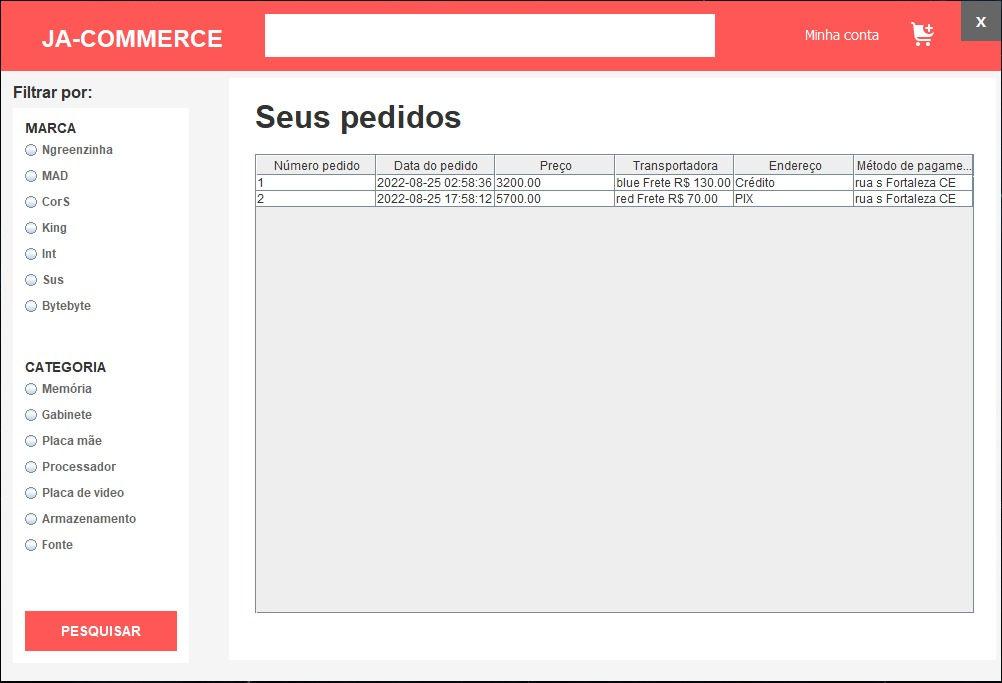 JA-COMMERCE
Minha conta
X
Filtrar por:
MARCA
Ngreenzinha
MAD
CorS
King
Int
Sus
Bytebyte
CATEGORIA
Memória
Gabinete
Placa mãe
Processador
Placa de video
Armazenamento
Fonte
PESQUISAR
Seus pedidos
Número pedido Data do pedido Preço Transportadora Endereço Método de pagame...
1 2022-08-25 02:58:36 3200.00 blue Frete R$ 130.00 Crédito rua s Fortaleza CE
2 2022-08-25 17:58:12 5700.00 red Frete R$ 70.00 PIX rua s Fortaleza CE